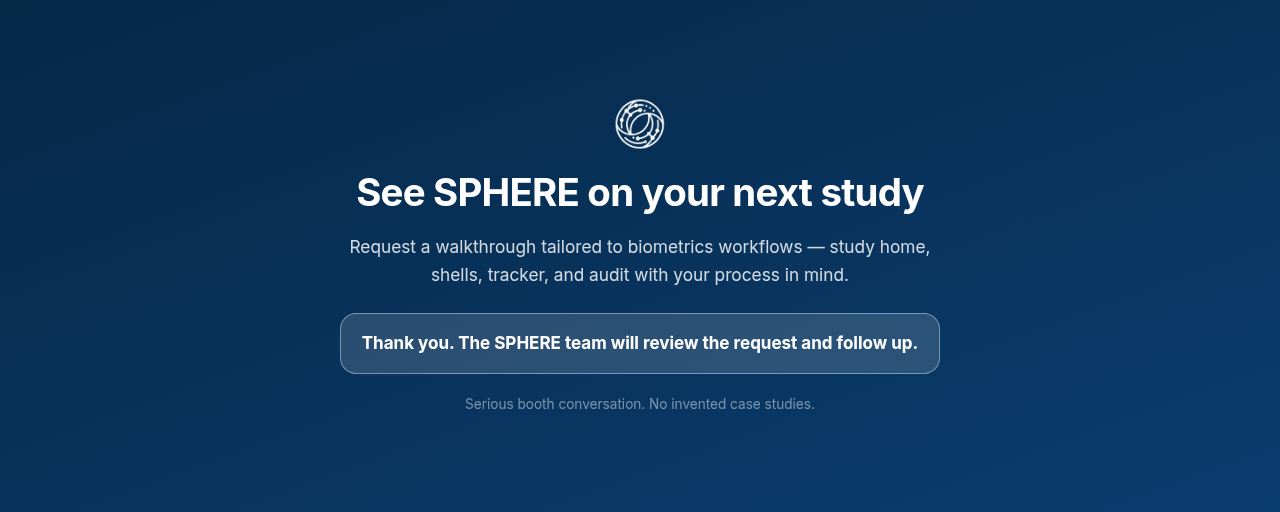 See SPHERE on your next study
Request a walkthrough tailored to biometrics workflows — study home,
shells, tracker, and audit with your process in mind.
Thank you. The SPHERE team will review the request and follow up.
Serious booth conversation. No invented case studies.